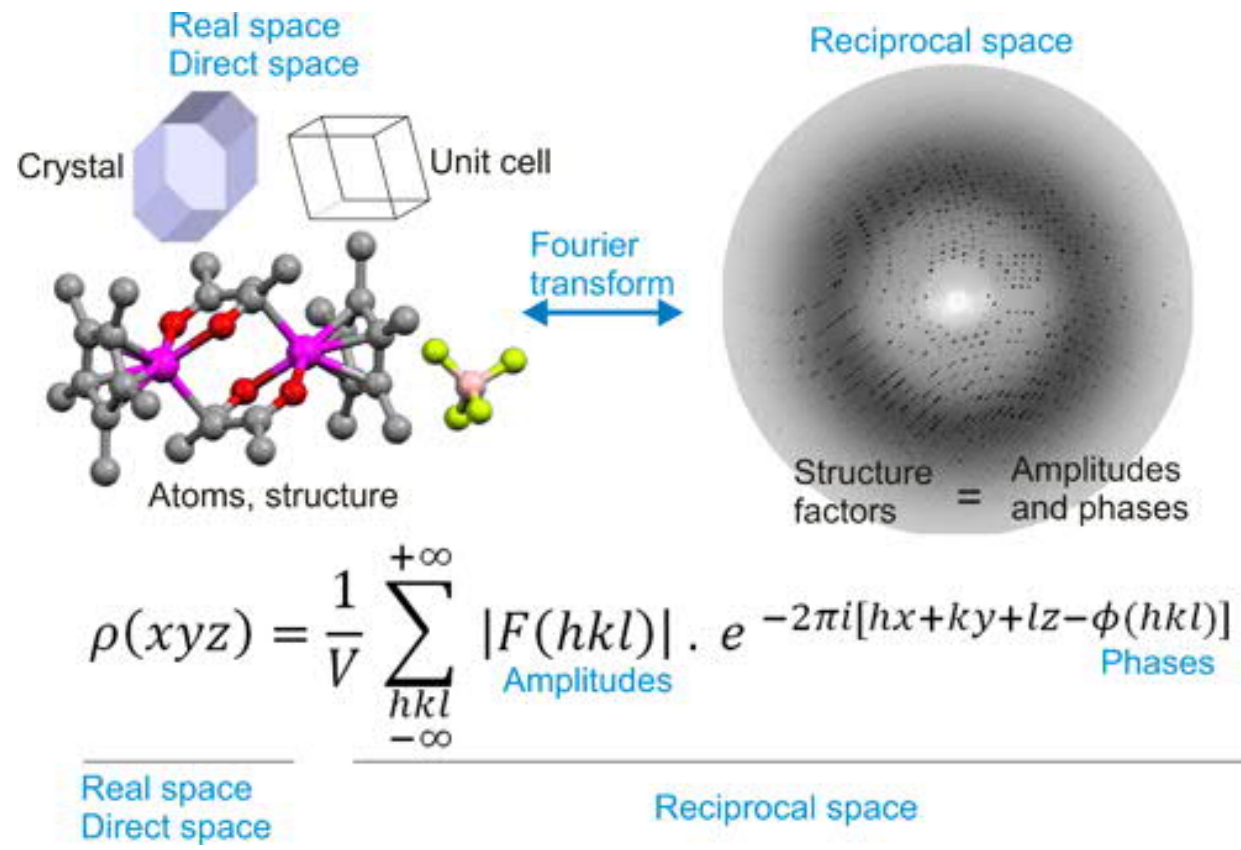 Real space
Direct space
Reciprocal space
Crystal
Unit cell
Fourier
transform
Atoms, structure
Structure
factors
=
Amplitudes
and phases
ρ(xyz) = 1/V ∑ +∞ hkl −∞ |F(hkl)| . e −2πi[hx+ky+lz−ϕ(hkl)]
Amplitudes
Phases
Real space
Direct space
Reciprocal space